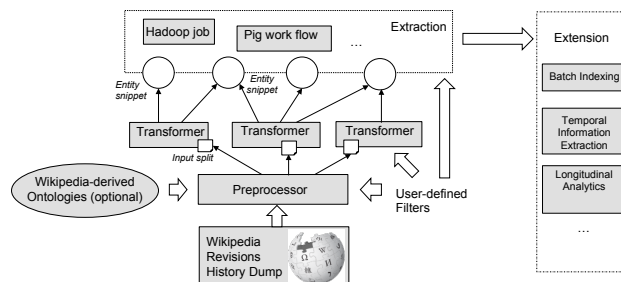 Extraction
Hadoop job
Pig work flow
...
Extension
Entity
snippet
Entity
snippet
Batch Indexing
Temporal
Information
Extraction
Longitudinal
Analytics
...
Transformer
Transformer
Transformer
Input split
Wikipedia-derived
Ontologies (optional)
Preprocessor
User-defined
Filters
Wikipedia
Revisions
History Dump